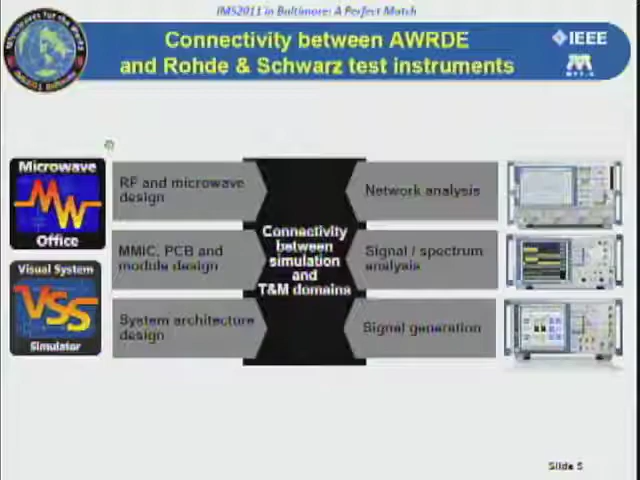 IMS2011 in Baltimore: A Perfect Match
Connectivity between AWRDE
and Rohde & Schwarz test instruments
IEEE
MTT-S
Microwave
MW
Office
RF and microwave
design
MMIC, PCB and
module design
System architecture
design
Connectivity
between
simulation
and
T&M domains
Network analysis
Signal / spectrum
analysis
Signal generation
Visual System
VSS
Simulator
Slide 5